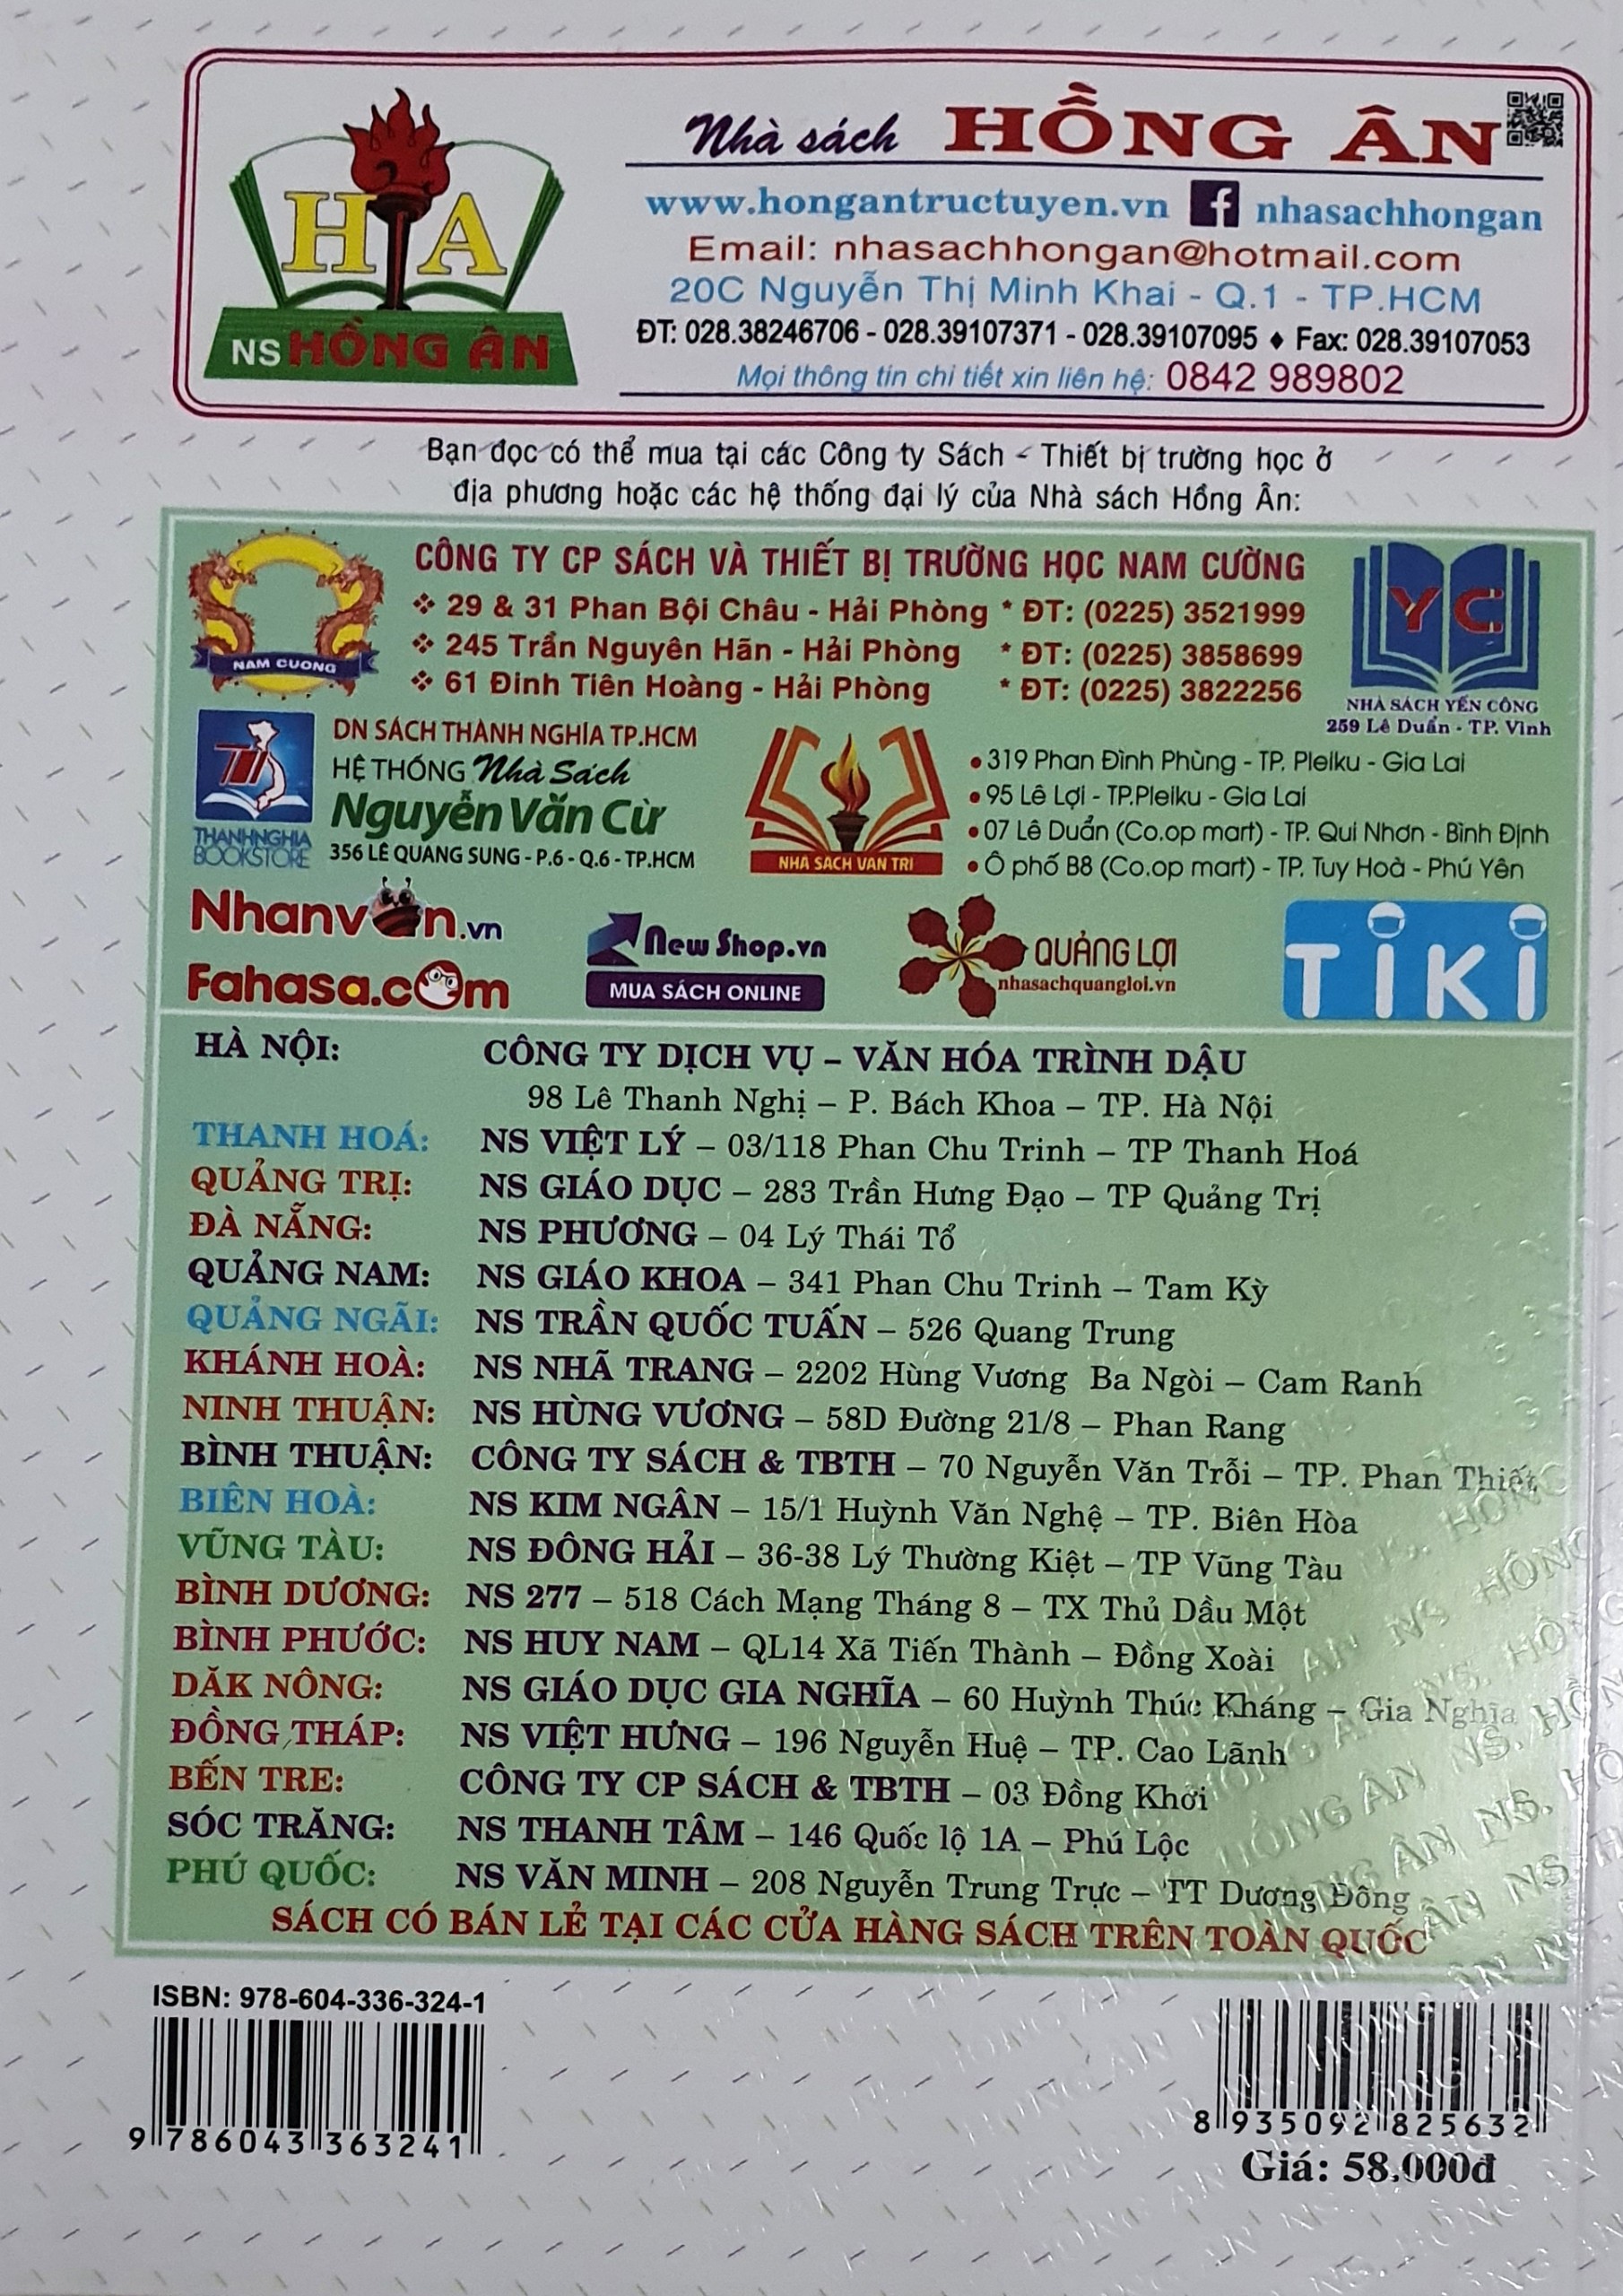 Nhà sách HỒNG ÂN
H A
NS HỒNG ÂN
www.hongantructuyen.vn f nhasachhongan
Email: nhasachhongan@hotmail.com
20C Nguyễn Thị Minh Khai - Q.1 - TP.HCM
ĐT: 028.38246706 - 028.39107371 - 028.39107095 ♦ Fax: 028.39107053
Mọi thông tin chi tiết xin liên hệ: 0842 989802
Bạn đọc có thể mua tại các Công ty Sách - Thiết bị trường học ở
địa phương hoặc các hệ thống đại lý của Nhà sách Hồng Ân:
NAM CUONG
CÔNG TY CP SÁCH VÀ THIẾT BỊ TRƯỜNG HỌC NAM CƯỜNG
❖ 29 & 31 Phan Bội Châu - Hải Phòng * ĐT: (0225) 3521999
❖ 245 Trần Nguyên Hãn - Hải Phòng * ĐT: (0225) 3858699
❖ 61 Đinh Tiên Hoàng - Hải Phòng * ĐT: (0225) 3822256
YC
NHÀ SÁCH YẾN CÔNG
259 Lê Duẩn - TP. Vinh
THANHNGHIA
BOOKSTORE
DN SÁCH THÀNH NGHĨA TP.HCM
HỆ THỐNG Nhà Sách
Nguyễn Văn Cừ
356 LÊ QUANG SUNG - P.6 - Q.6 - TP.HCM
NHÀ SÁCH VĂN TRÍ
• 319 Phan Đình Phùng - TP. Pleiku - Gia Lai
• 95 Lê Lợi - TP.Pleiku - Gia Lai
• 07 Lê Duẩn (Co.op mart) - TP. Qui Nhơn - Bình Định
• Ô phố B8 (Co.op mart) - TP. Tuy Hoà - Phú Yên
Nhanvăn.vn
Fahasa.com
New Shop.vn
MUA SÁCH ONLINE
QUẢNG LỢI
nhasachquangloi.vn
TIKI
HÀ NỘI: CÔNG TY DỊCH VỤ – VĂN HÓA TRÌNH DẬU
98 Lê Thanh Nghị – P. Bách Khoa – TP. Hà Nội
THANH HOÁ: NS VIỆT LÝ – 03/118 Phan Chu Trinh – TP Thanh Hoá
QUẢNG TRỊ: NS GIÁO DỤC – 283 Trần Hưng Đạo – TP Quảng Trị
ĐÀ NẴNG: NS PHƯƠNG – 04 Lý Thái Tổ
QUẢNG NAM: NS GIÁO KHOA – 341 Phan Chu Trinh – Tam Kỳ
QUẢNG NGÃI: NS TRẦN QUỐC TUẤN – 526 Quang Trung
KHÁNH HOÀ: NS NHÃ TRANG – 2202 Hùng Vương Ba Ngòi – Cam Ranh
NINH THUẬN: NS HÙNG VƯƠNG – 58D Đường 21/8 – Phan Rang
BÌNH THUẬN: CÔNG TY SÁCH & TBTH – 70 Nguyễn Văn Trỗi – TP. Phan Thiết
BIÊN HOÀ: NS KIM NGÂN – 15/1 Huỳnh Văn Nghệ – TP. Biên Hòa
VŨNG TÀU: NS ĐÔNG HẢI – 36-38 Lý Thường Kiệt – TP Vũng Tàu
BÌNH DƯƠNG: NS 277 – 518 Cách Mạng Tháng 8 – TX Thủ Dầu Một
BÌNH PHƯỚC: NS HUY NAM – QL14 Xã Tiến Thành – Đồng Xoài
DĂK NÔNG: NS GIÁO DỤC GIA NGHĨA – 60 Huỳnh Thúc Kháng – Gia Nghĩa
ĐỒNG THÁP: NS VIỆT HƯNG – 196 Nguyễn Huệ – TP. Cao Lãnh
BẾN TRE: CÔNG TY CP SÁCH & TBTH – 03 Đồng Khởi
SÓC TRĂNG: NS THANH TÂM – 146 Quốc lộ 1A – Phú Lộc
PHÚ QUỐC: NS VĂN MINH – 208 Nguyễn Trung Trực – TT Dương Đông
SÁCH CÓ BÁN LẺ TẠI CÁC CỬA HÀNG SÁCH TRÊN TOÀN QUỐC
ISBN: 978-604-336-324-1
9 786043 363241
8 935092 825632
Giá: 58.000đ